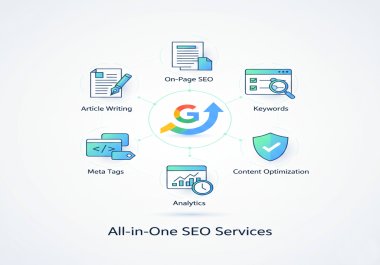 On-Page SEO
Article Writing
Keywords
G
</>
Meta Tags
Content Optimization
Analytics
All-in-One SEO Services